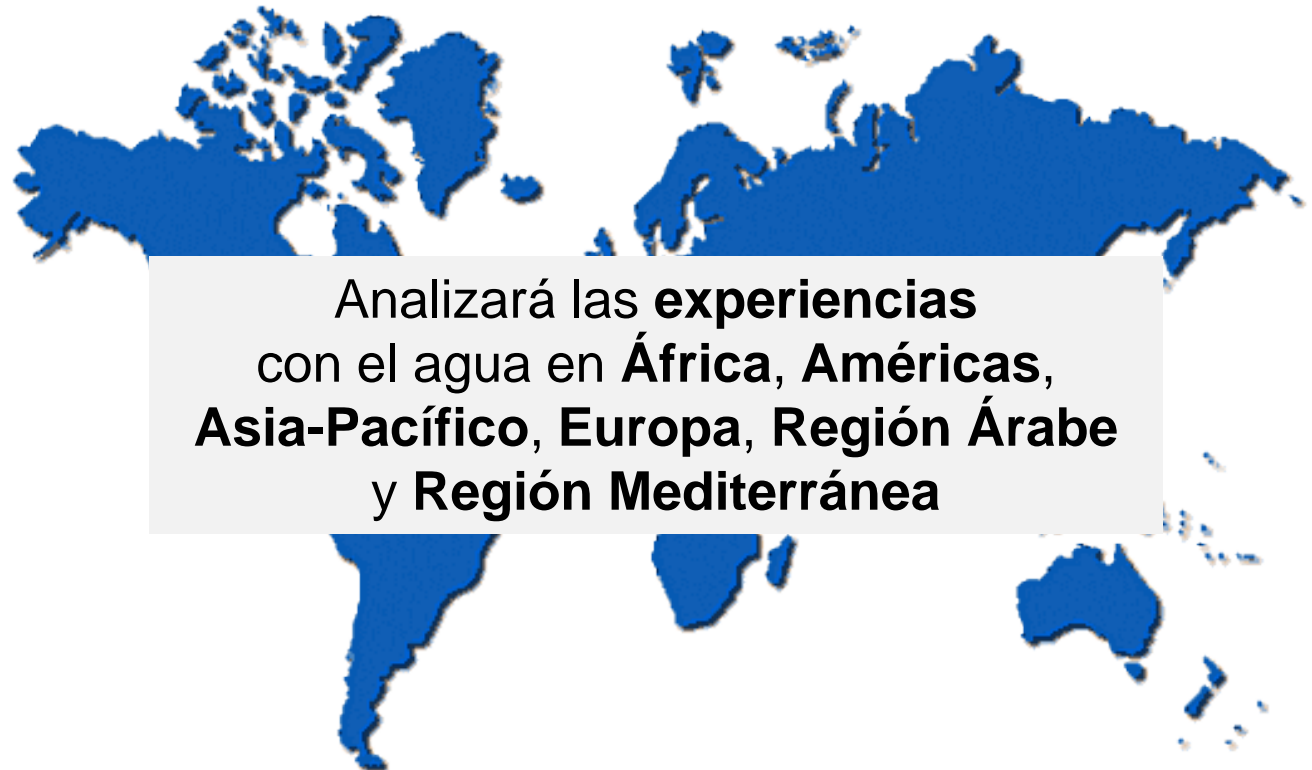 Analizará las experiencias
con el agua en África, Américas,
Asia-Pacífico, Europa, Región Árabe
y Región Mediterránea